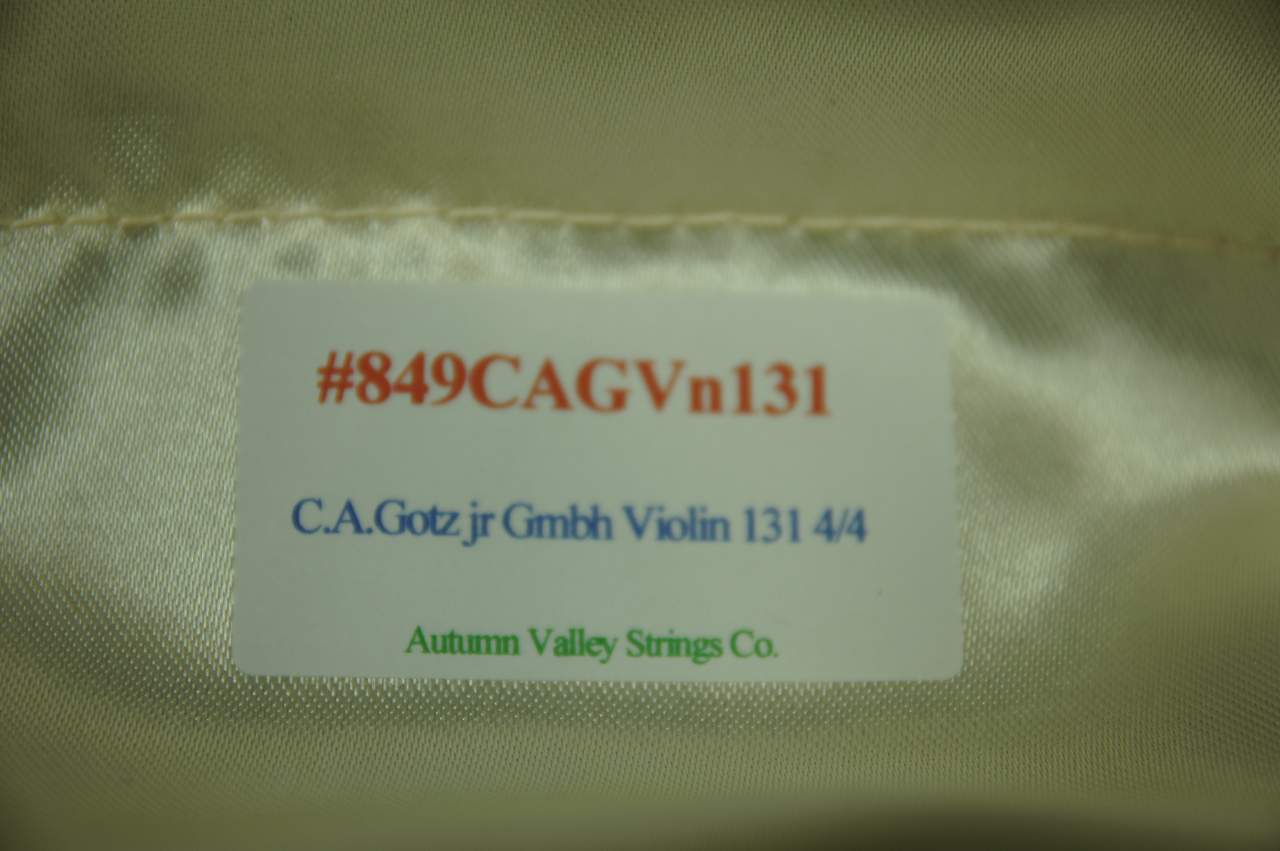 #849CAGVn131
C.A.Gotz jr Gmbh Violin 131 4/4
Autumn Valley Strings Co.